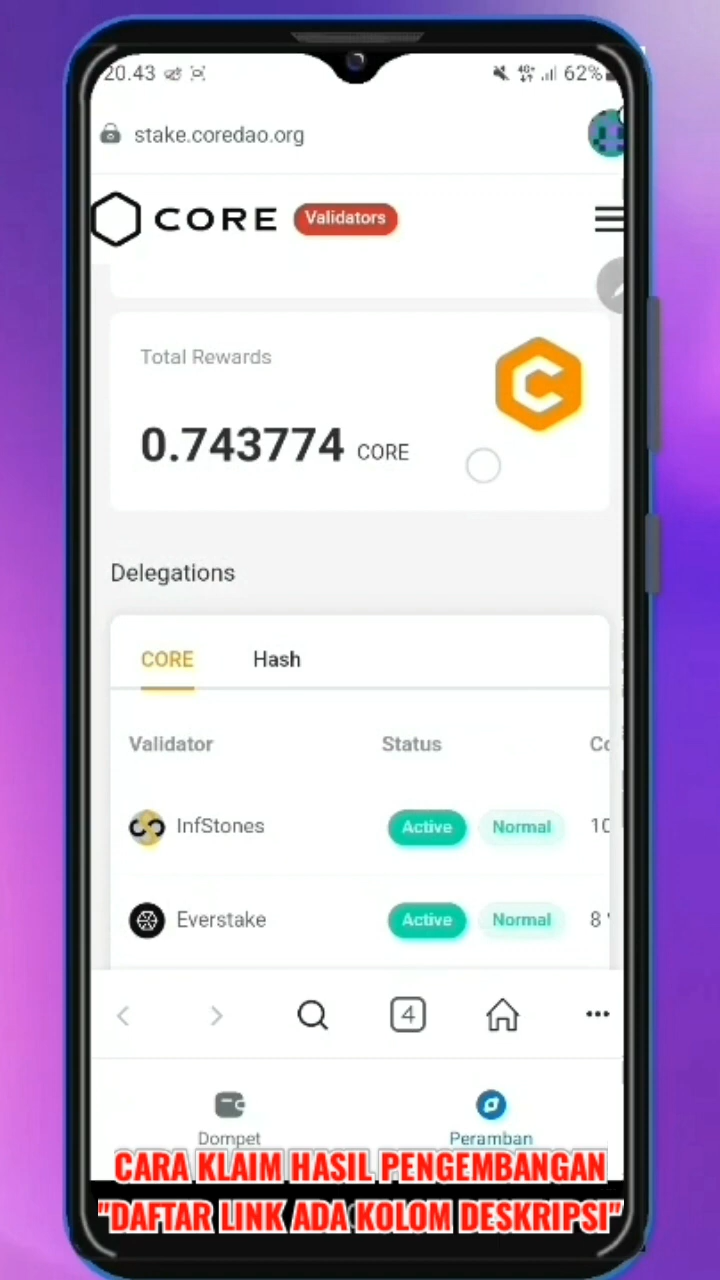 20.43 62%
stake.coredao.org
CORE Validators
Total Rewards
0.743774 CORE
Delegations
CORE Hash
Validator Status
InfStones Active Normal 10
Everstake Active Normal 8
4
Dompet Peramban
CARA KLAIM HASIL PENGEMBANGAN
"DAFTAR LINK ADA KOLOM DESKRIPSI"